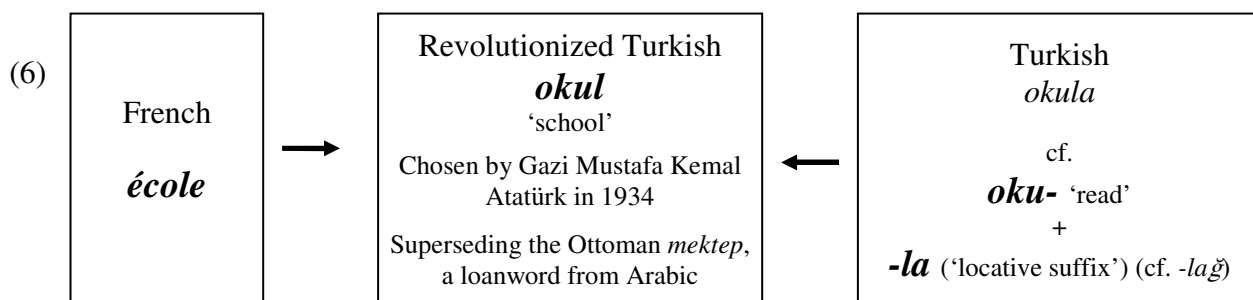 (6)
French
école
Revolutionized Turkish
okul
‘school’
Chosen by Gazi Mustafa Kemal
Atatürk in 1934
Superseding the Ottoman mektep,
a loanword from Arabic
Turkish
okula
cf.
oku- ‘read’
+
-la (‘locative suffix’) (cf. -lağ)